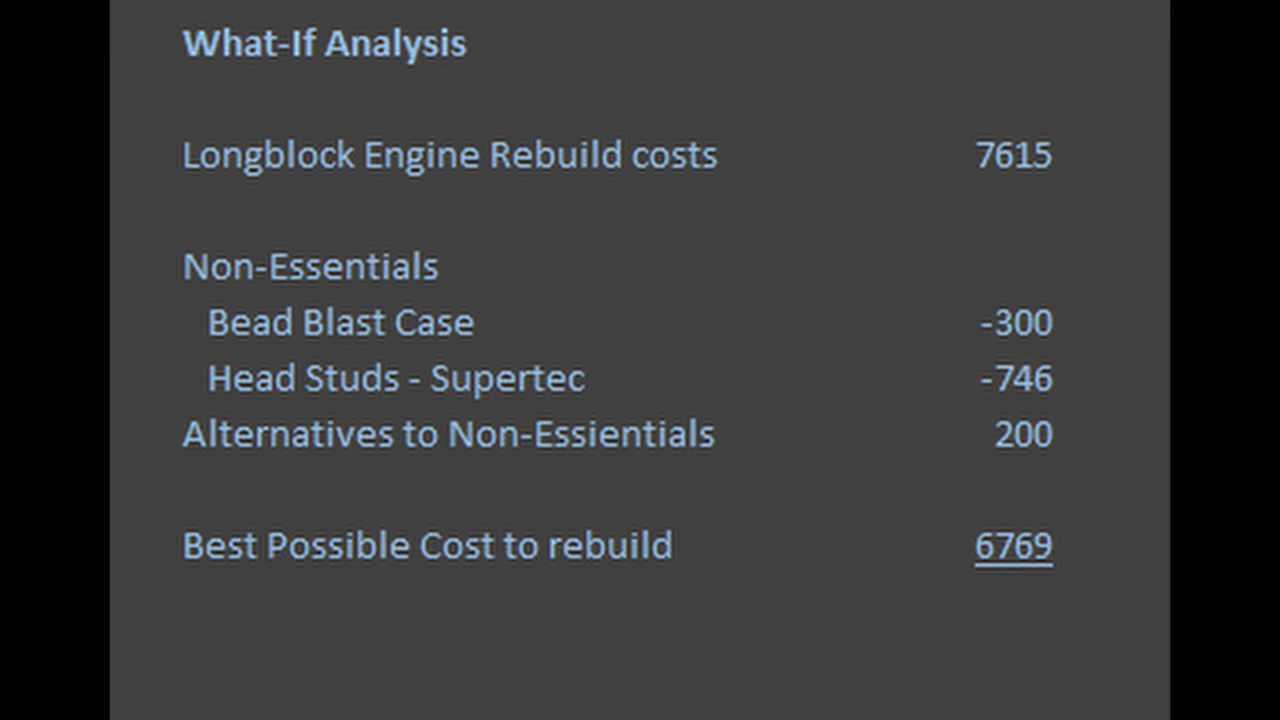 What-If Analysis
Longblock Engine Rebuild costs 7615
Non-Essentials
Bead Blast Case -300
Head Studs - Supertec -746
Alternatives to Non-Essientials 200
Best Possible Cost to rebuild 6769